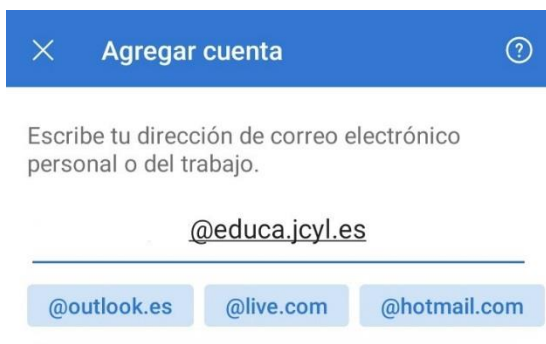 Agregar cuenta
Escribe tu dirección de correo electrónico
personal o del trabajo.
@educa.jcyl.es
@outlook.es @live.com @hotmail.com